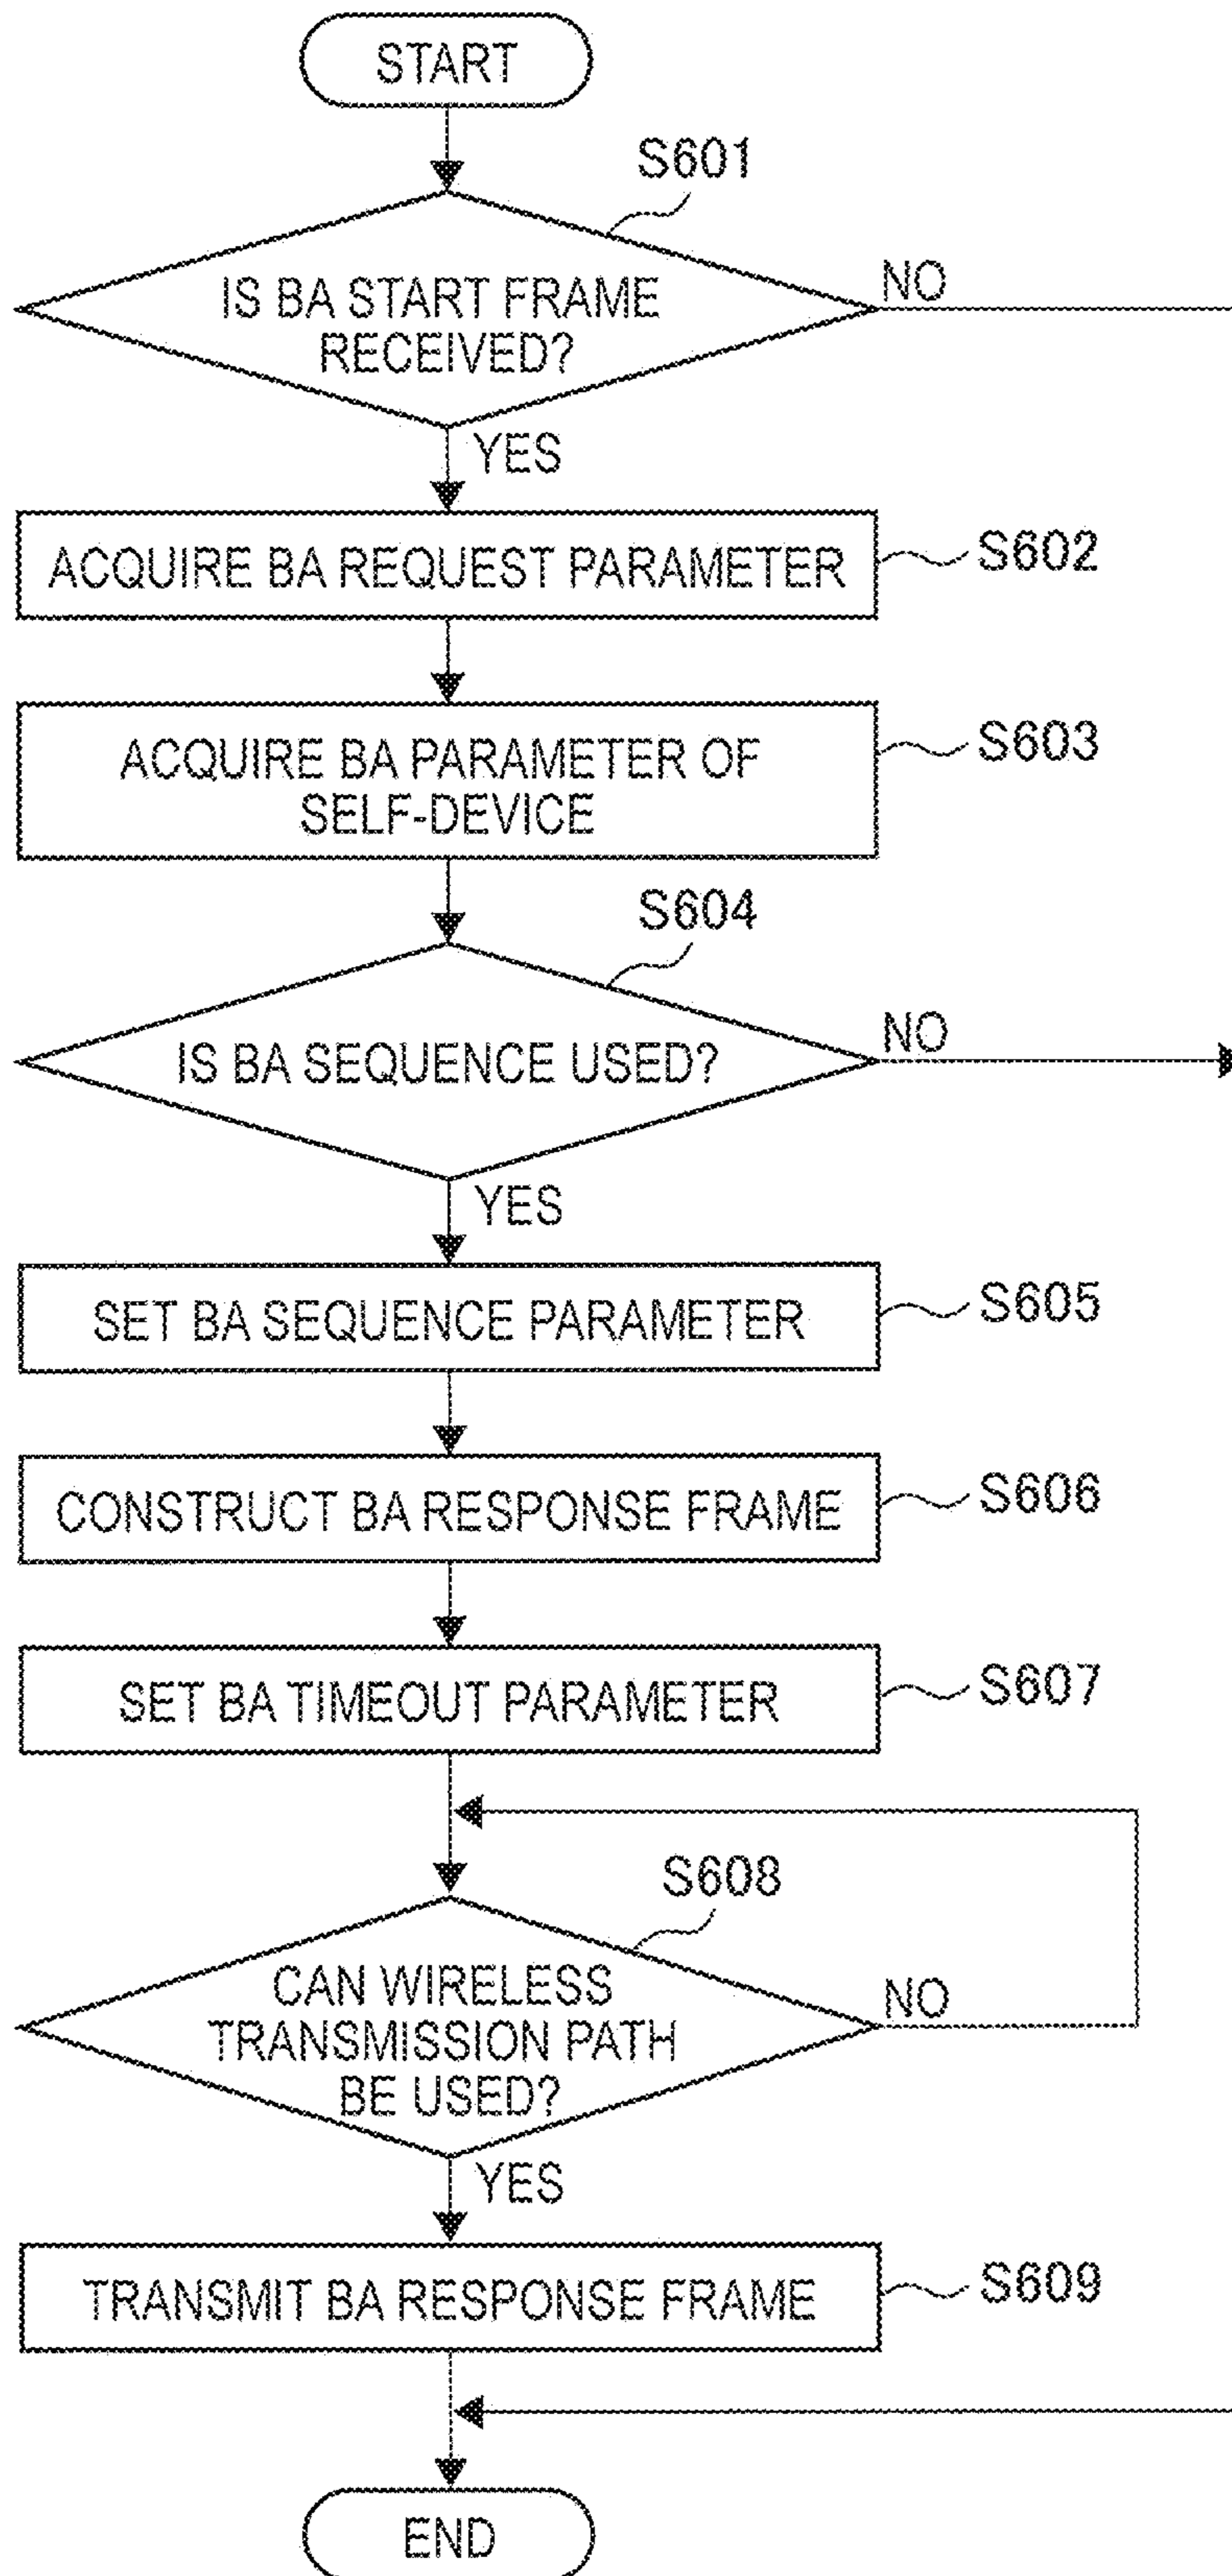 START
S601
IS BA START FRAME
RECEIVED?
NO
YES
ACQUIRE BA REQUEST PARAMETER
S602
ACQUIRE BA PARAMETER OF
SELF-DEVICE
S603
S604
IS BA SEQUENCE USED?
NO
YES
SET BA SEQUENCE PARAMETER
S605
CONSTRUCT BA RESPONSE FRAME
S606
SET BA TIMEOUT PARAMETER
S607
S608
CAN WIRELESS
TRANSMISSION PATH
BE USED?
NO
YES
TRANSMIT BA RESPONSE FRAME
S609
END